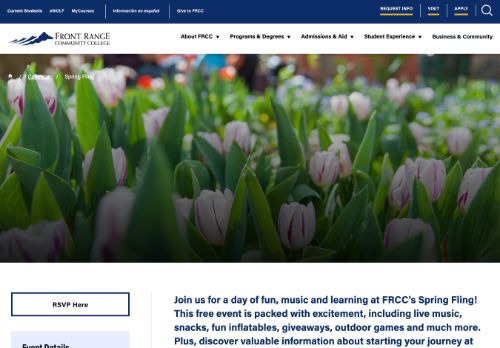 Current Students eWOLF MyCourses Información en español Give to FRCC REQUEST INFO VISIT APPLY
FRONT RANGE
COMMUNITY COLLEGE
About FRCC Programs & Degrees Admissions & Aid Student Experience Business & Community
/ Calendar / Spring Fling
RSVP Here
Event Details
Join us for a day of fun, music and learning at FRCC's Spring Fling!
This free event is packed with excitement, including live music,
snacks, fun inflatables, giveaways, outdoor games and much more.
Plus, discover valuable information about starting your journey at